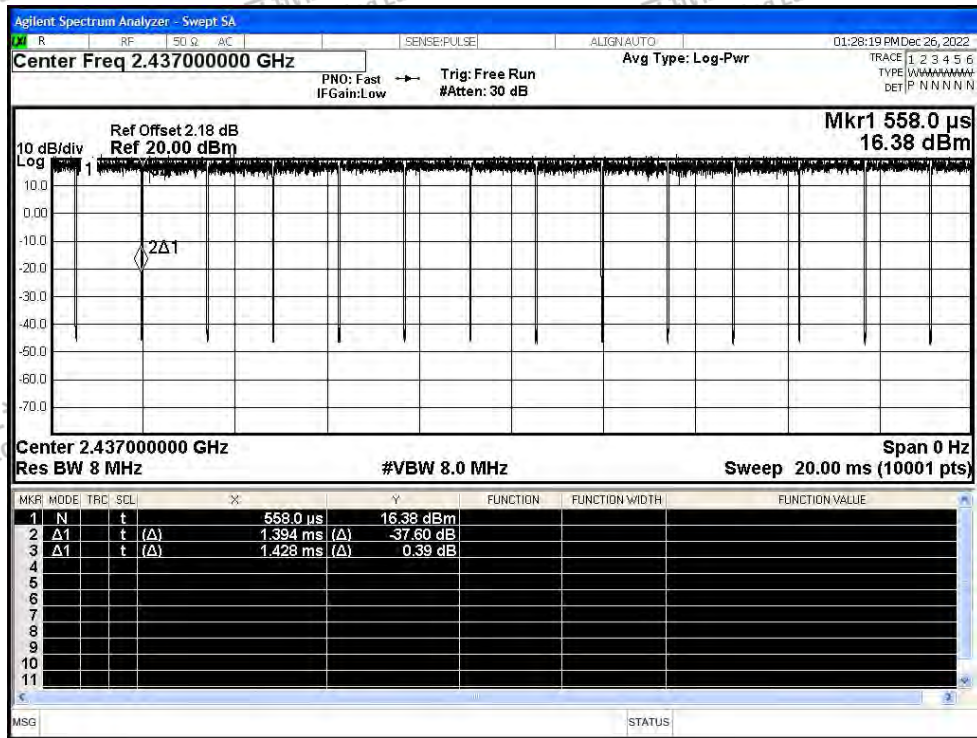 Agilent Spectrum Analyzer - Swept SA
LXI R RF 50 Ω AC SENSE:PULSE ALIGN AUTO 01:28:19 PM Dec 26, 2022
Center Freq 2.437000000 GHz
PNO: Fast
IFGain:Low
Trig: Free Run
#Atten: 30 dB
Avg Type: Log-Pwr
TRACE 1 2 3 4 5 6
TYPE W
DET P N N N N N
Mkr1 558.0 µs
16.38 dBm
Ref Offset 2.18 dB
10 dB/div Ref 20.00 dBm
Log
1
10.0
0.00
-10.0
2Δ1
-20.0
-30.0
-40.0
-50.0
-60.0
-70.0
Center 2.437000000 GHz Span 0 Hz
Res BW 8 MHz #VBW 8.0 MHz Sweep 20.00 ms (10001 pts)
MKR MODE TRC SCL X Y FUNCTION FUNCTION WIDTH FUNCTION VALUE
1 N t 558.0 µs 16.38 dBm
2 Δ1 t (Δ) 1.394 ms (Δ) -37.60 dB
3 Δ1 t (Δ) 1.428 ms (Δ) 0.39 dB
4
5
6
7
8
9
10
11
MSG STATUS